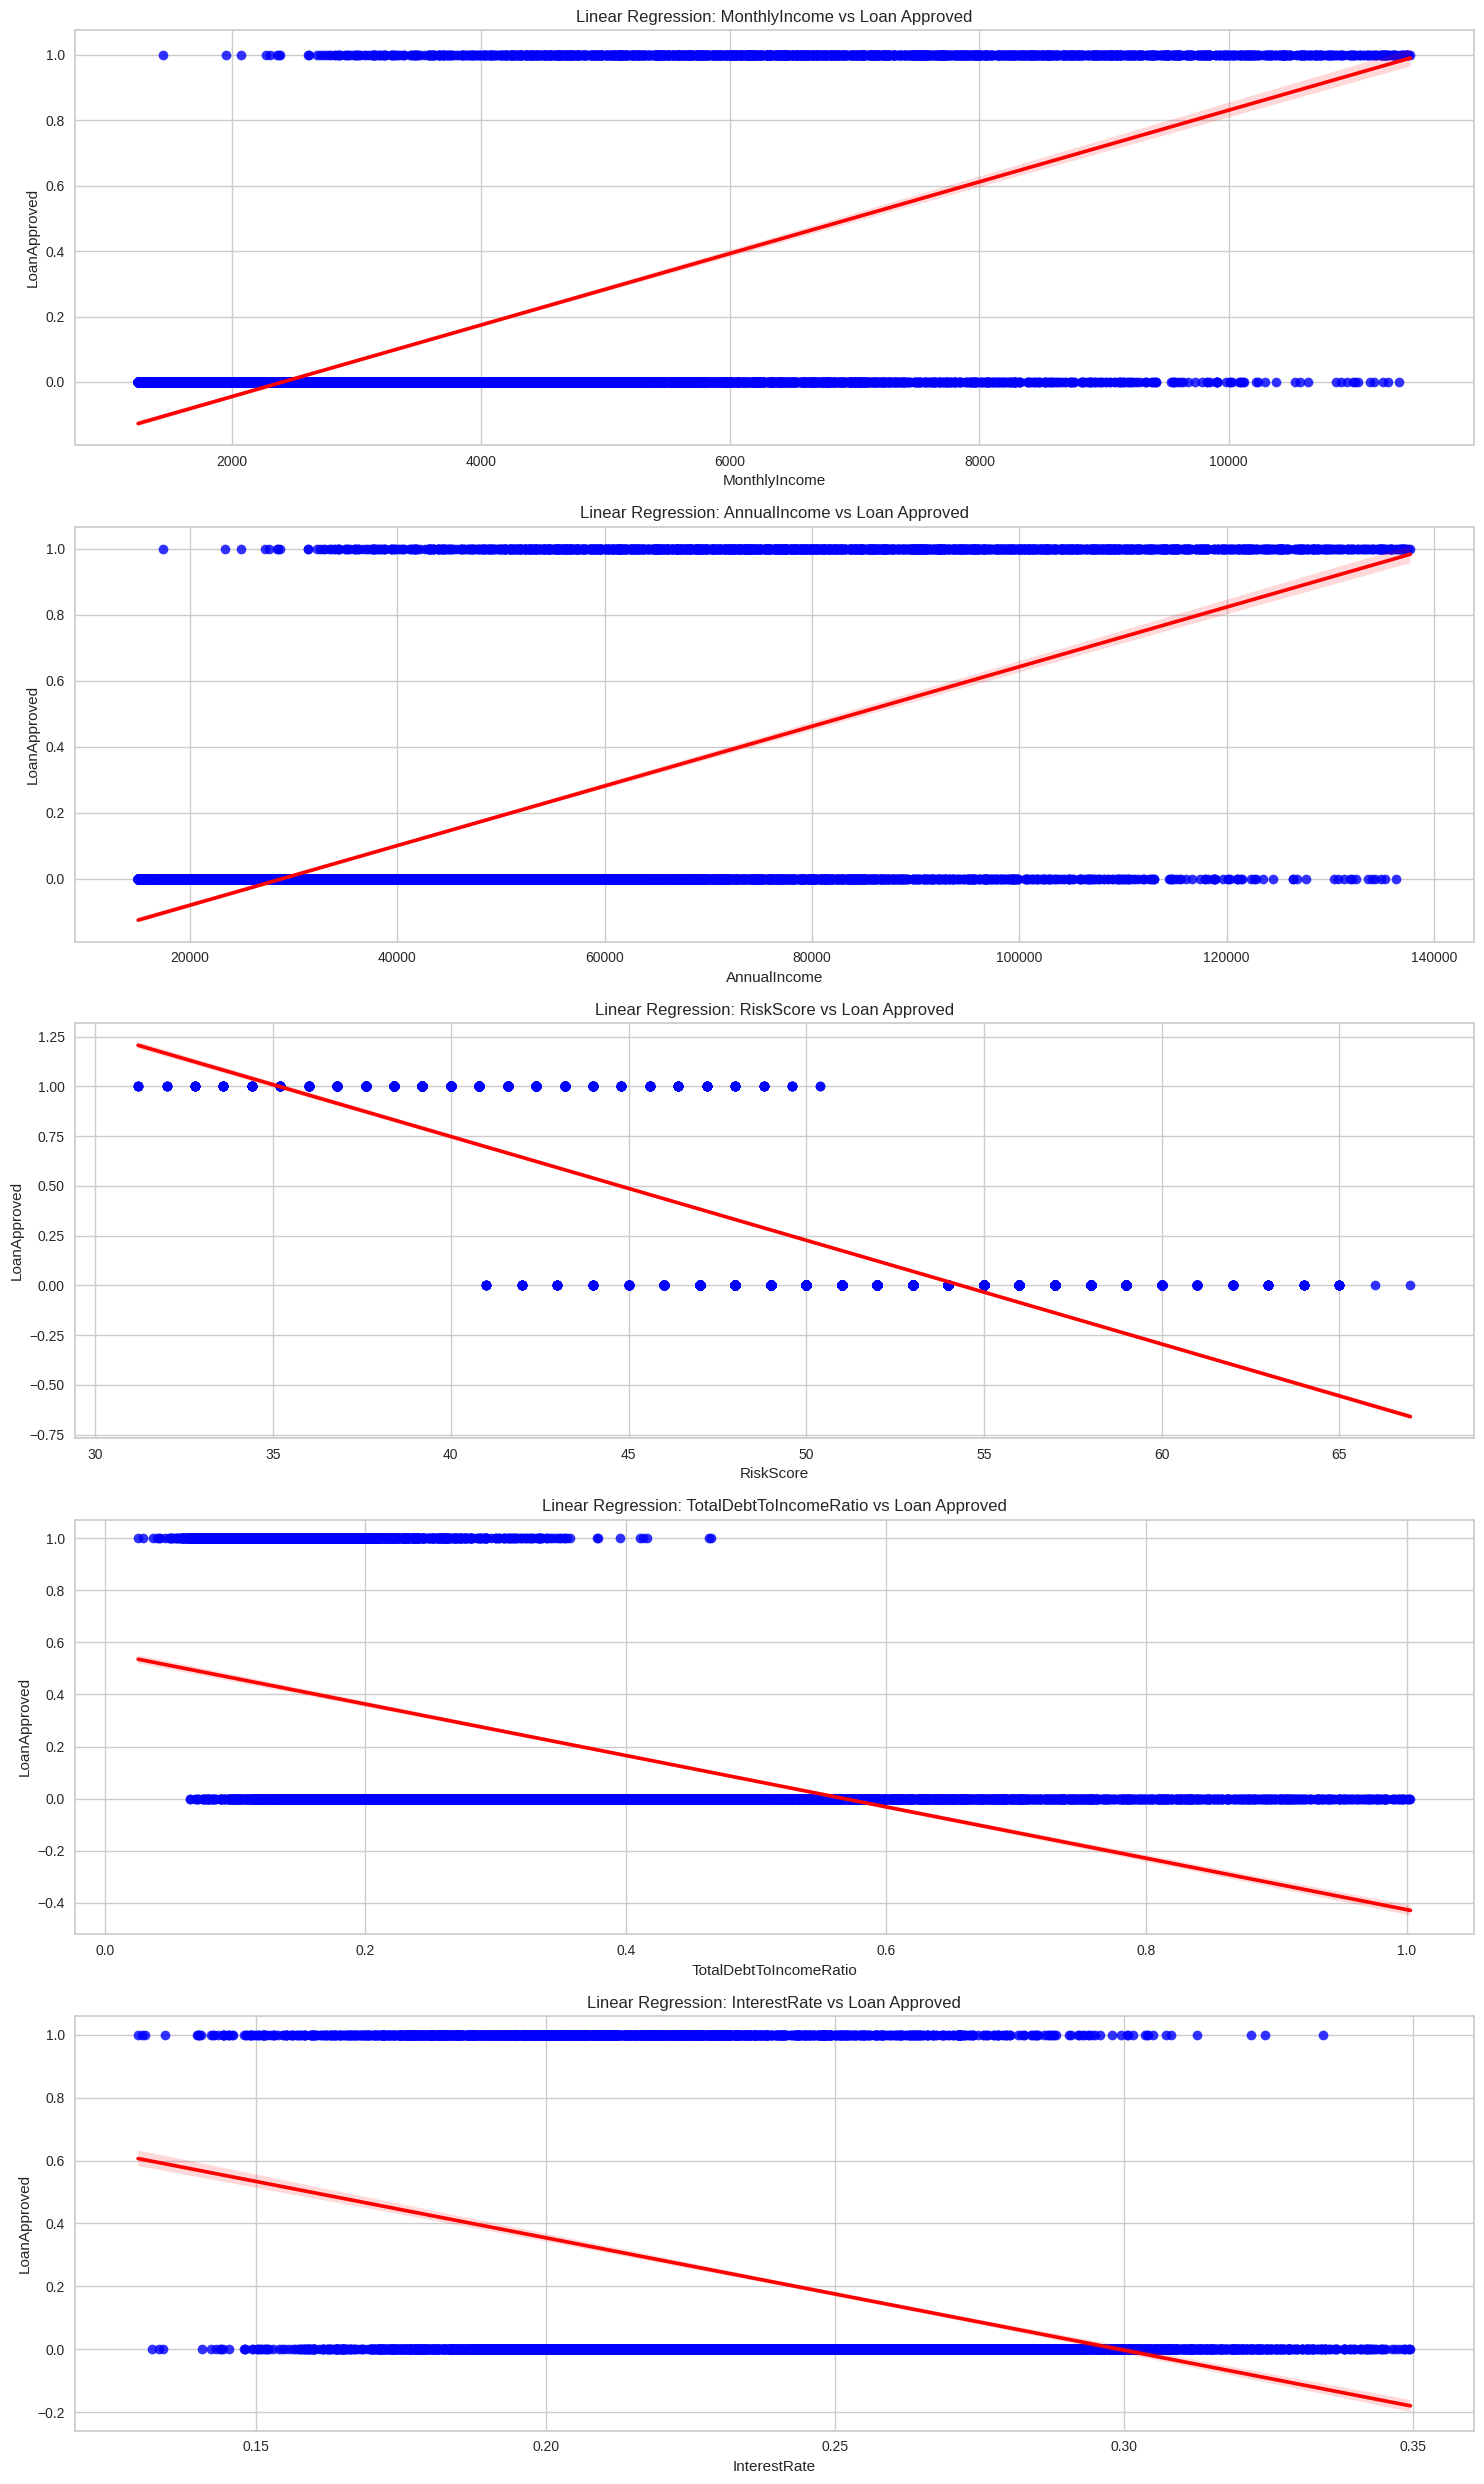 Linear Regression: MonthlyIncome vs Loan Approved
1.0
0.8
0.6
0.4
0.2
0.0
LoanApproved
2000 4000 6000 8000 10000
MonthlyIncome
Linear Regression: AnnualIncome vs Loan Approved
1.0
0.8
0.6
0.4
0.2
0.0
LoanApproved
20000 40000 60000 80000 100000 120000 140000
AnnualIncome
Linear Regression: RiskScore vs Loan Approved
1.25
1.00
0.75
0.50
0.25
0.00
−0.25
−0.50
−0.75
LoanApproved
30 35 40 45 50 55 60 65
RiskScore
Linear Regression: TotalDebtToIncomeRatio vs Loan Approved
1.0
0.8
0.6
0.4
0.2
0.0
−0.2
−0.4
LoanApproved
0.0 0.2 0.4 0.6 0.8 1.0
TotalDebtToIncomeRatio
Linear Regression: InterestRate vs Loan Approved
1.0
0.8
0.6
0.4
0.2
0.0
−0.2
LoanApproved
0.15 0.20 0.25 0.30 0.35
InterestRate